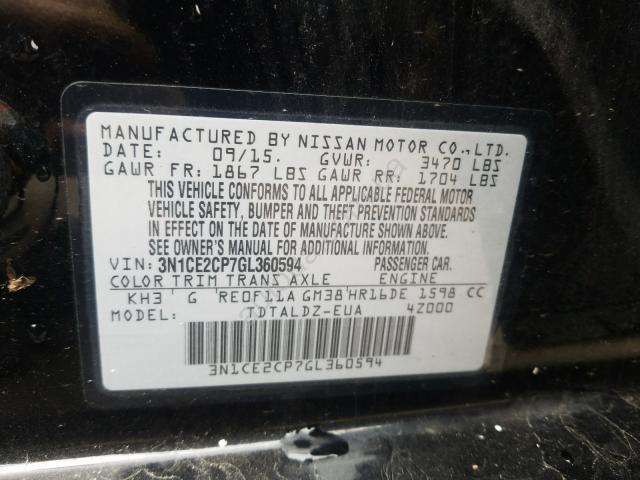 MANUFACTURED BY NISSAN MOTOR CO.,LTD.
DATE: 09/15. GVWR: 3470 LBS
GAWR FR: 1867 LBS GAWR RR: 1704 LBS
THIS VEHICLE CONFORMS TO ALL APPLICABLE FEDERAL MOTOR
VEHICLE SAFETY, BUMPER AND THEFT PREVENTION STANDARDS
IN EFFECT ON THE DATE OF MANUFACTURE SHOWN ABOVE.
SEE OWNER'S MANUAL FOR ADDITIONAL INFORMATION.
VIN: 3N1CE2CP7GL360594 PASSENGER CAR.
COLOR TRIM TRANS AXLE ENGINE
KH3 G RE0F11A GM38 HR16DE 1598 CC
MODEL: TDTALDZ-EUA 4Z000
3N1CE2CP7GL360594